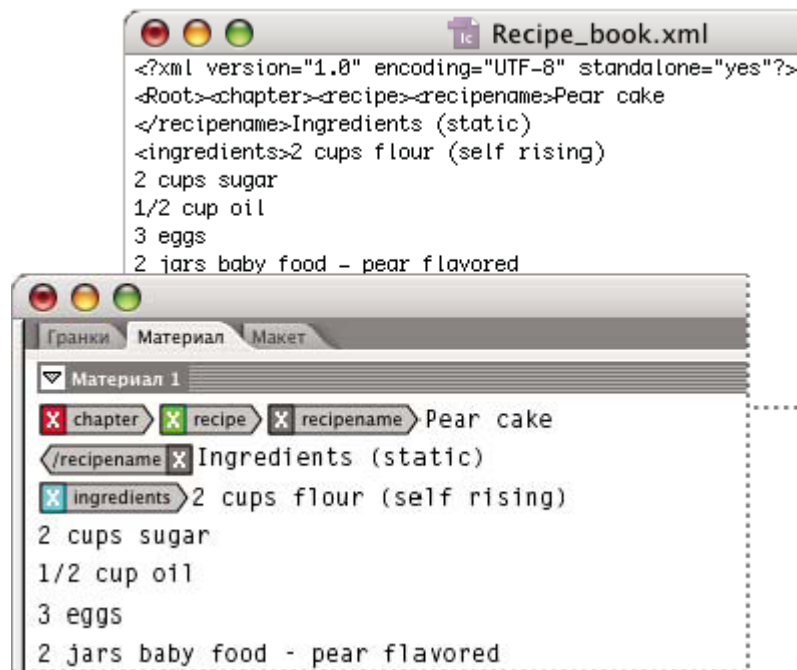 Recipe_book.xml
<?xml version="1.0" encoding="UTF-8" standalone="yes"?>
<Root><chapter><recipe><recipename>Pear cake
</recipename>Ingredients (static)
<ingredients>2 cups flour (self rising)
2 cups sugar
1/2 cup oil
3 eggs
2 jars baby food – pear flavored
Гранки Материал Макет
Материал 1
chapter recipe recipename Pear cake
/recipename Ingredients (static)
ingredients 2 cups flour (self rising)
2 cups sugar
1/2 cup oil
3 eggs
2 jars baby food - pear flavored